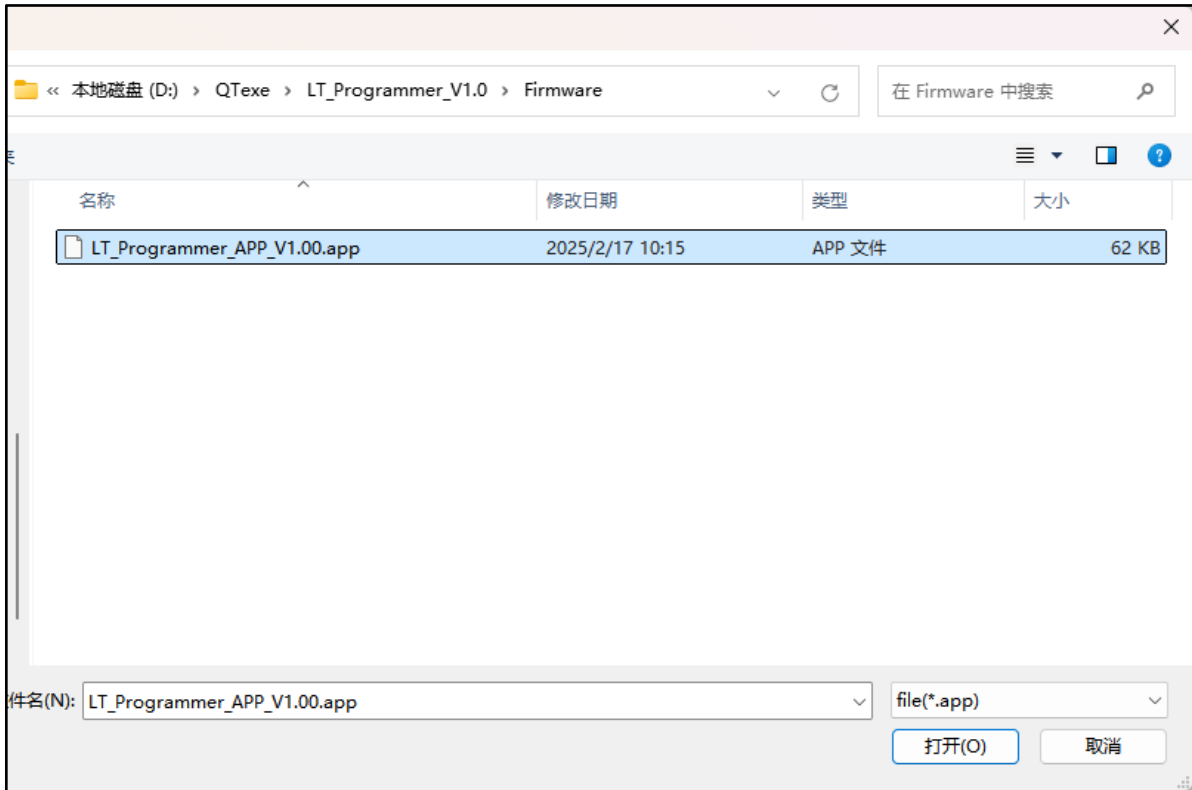 « 本地磁盘 (D:) › QTexe › LT_Programmer_V1.0 › Firmware
在 Firmware 中搜索
名称 修改日期 类型 大小
LT_Programmer_APP_V1.00.app 2025/2/17 10:15 APP 文件 62 KB
件名(N): LT_Programmer_APP_V1.00.app file(*.app)
打开(O) 取消